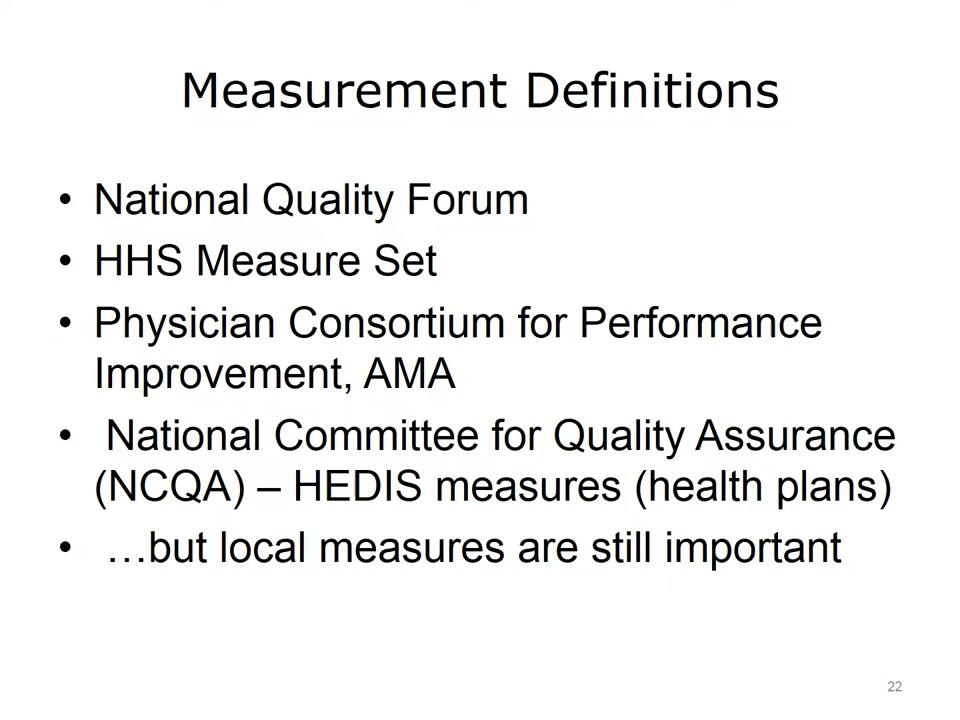 Measurement Definitions
• National Quality Forum
• HHS Measure Set
• Physician Consortium for Performance
Improvement, AMA
• National Committee for Quality Assurance
(NCQA) – HEDIS measures (health plans)
• …but local measures are still important
22